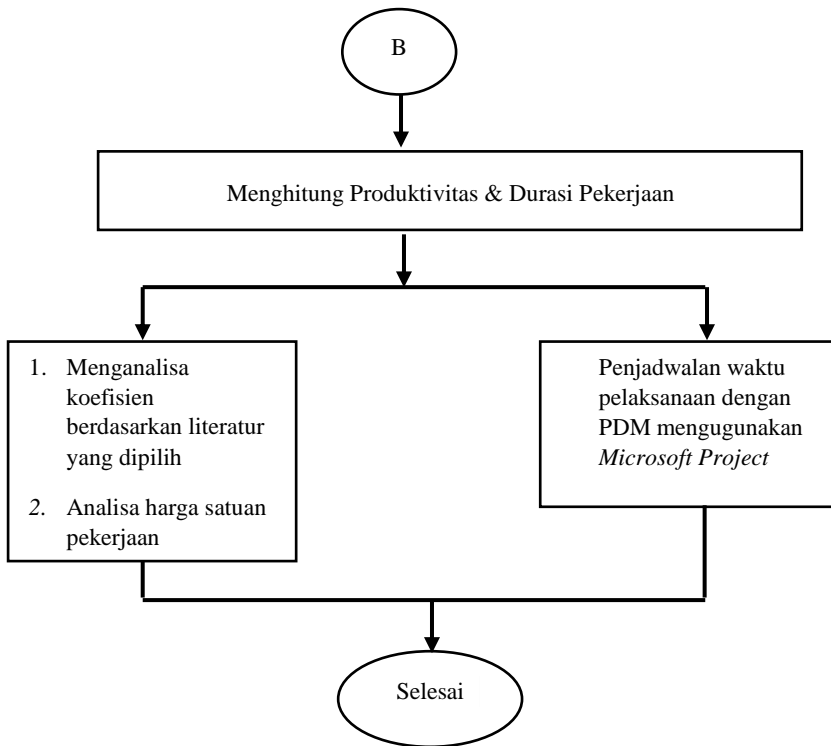 B
Menghitung Produktivitas & Durasi Pekerjaan
1. Menganalisa
koefisien
berdasarkan literatur
yang dipilih
2. Analisa harga satuan
pekerjaan
Penjadwalan waktu
pelaksanaan dengan
PDM mengugunakan
Microsoft Project
Selesai